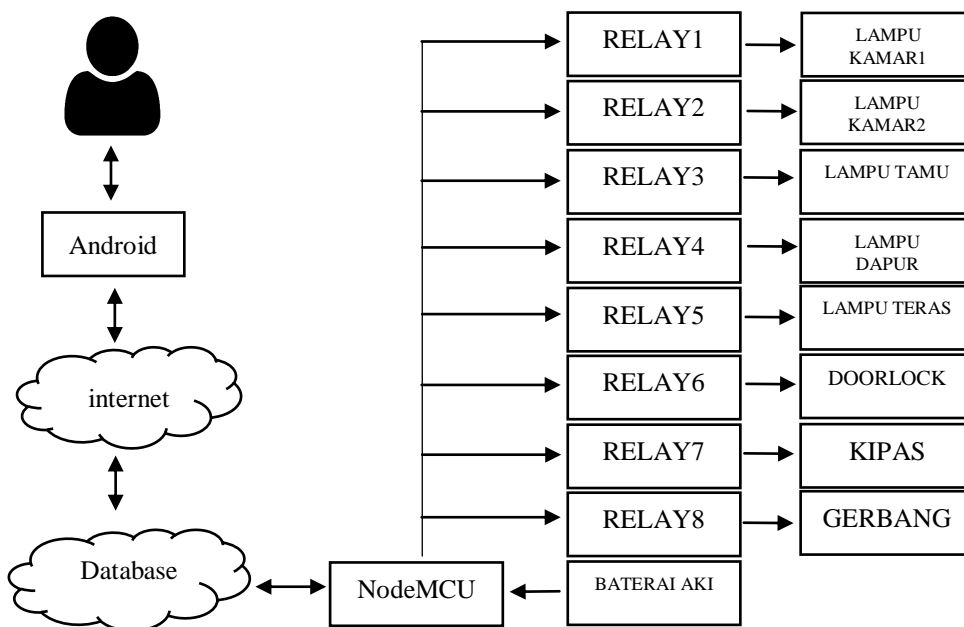 RELAY1
LAMPU
KAMAR1
RELAY2
LAMPU
KAMAR2
RELAY3
LAMPU TAMU
Android
RELAY4
LAMPU
DAPUR
RELAY5
LAMPU TERAS
internet
RELAY6
DOORLOCK
RELAY7
KIPAS
RELAY8
GERBANG
Database
NodeMCU
BATERAI AKI